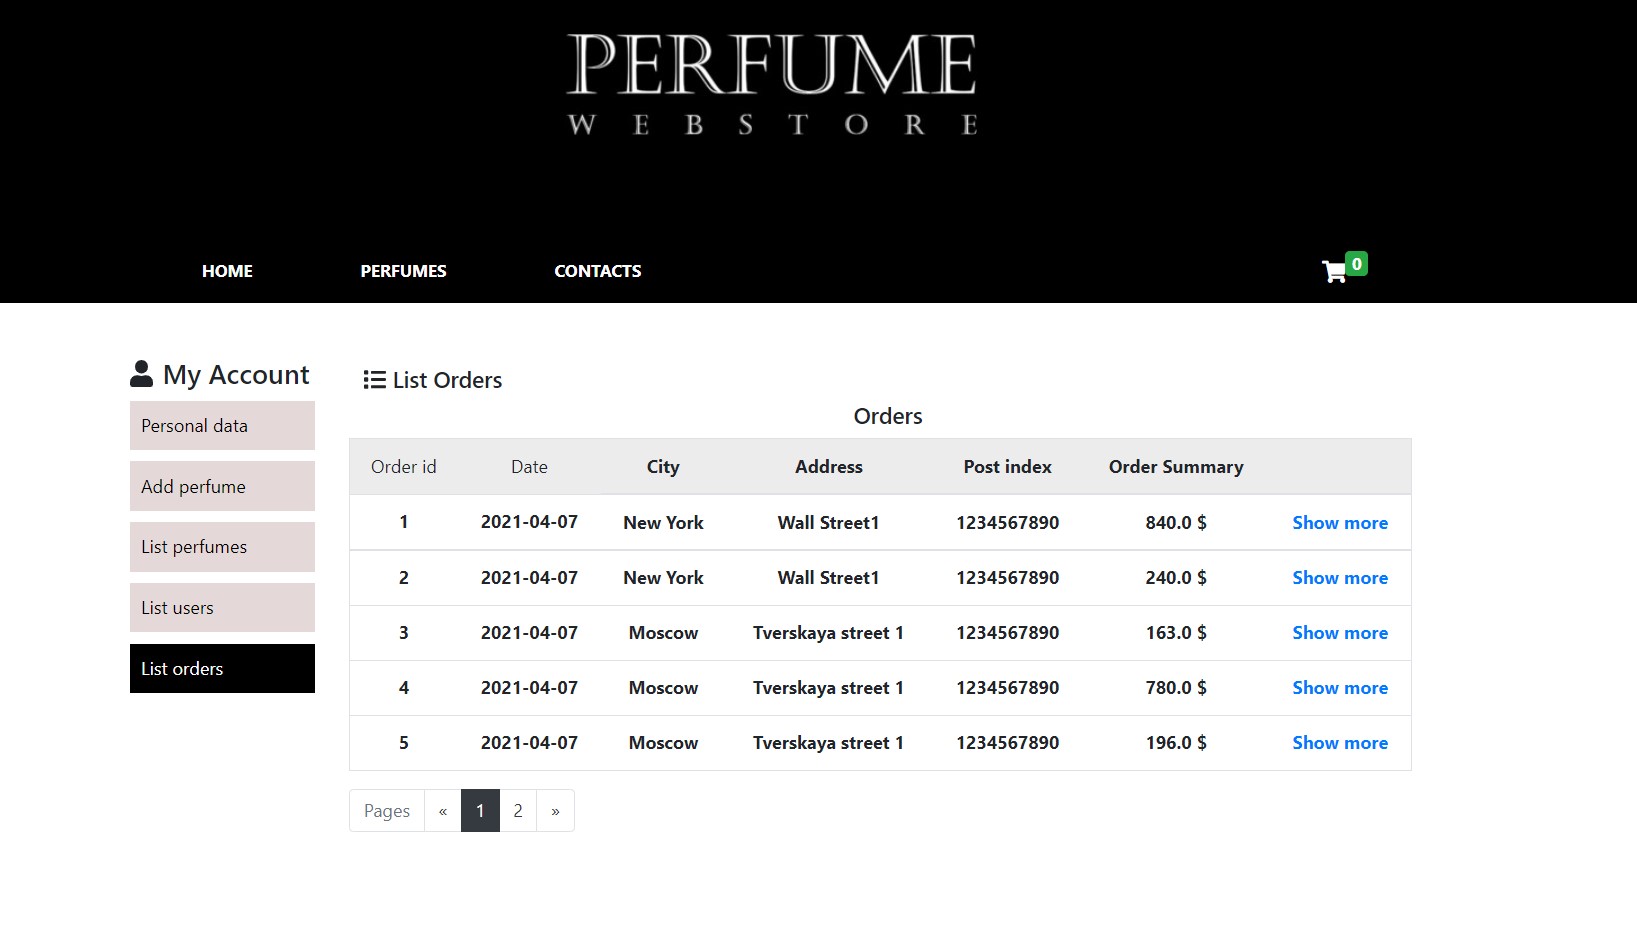 PERFUME
WEBSTORE
HOME PERFUMES CONTACTS 0
My Account
Personal data
Add perfume
List perfumes
List users
List orders
List Orders
Orders
Order id Date City Address Post index Order Summary
1 2021-04-07 New York Wall Street1 1234567890 840.0 $ Show more
2 2021-04-07 New York Wall Street1 1234567890 240.0 $ Show more
3 2021-04-07 Moscow Tverskaya street 1 1234567890 163.0 $ Show more
4 2021-04-07 Moscow Tverskaya street 1 1234567890 780.0 $ Show more
5 2021-04-07 Moscow Tverskaya street 1 1234567890 196.0 $ Show more
Pages « 1 2 »